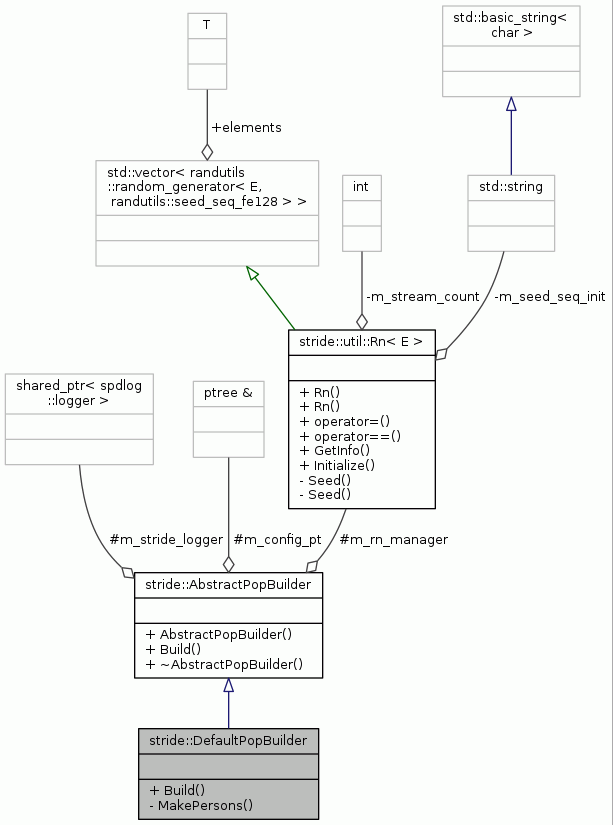 T
std::basic_string<
char >
+elements
std::vector< randutils
::random_generator< E,
randutils::seed_seq_fe128 > >
int
std::string
-m_stream_count
-m_seed_seq_init
stride::util::Rn< E >
+ Rn()
+ Rn()
+ operator=()
+ operator==()
+ GetInfo()
+ Initialize()
- Seed()
- Seed()
shared_ptr< spdlog
::logger >
ptree &
#m_stride_logger
#m_config_pt
#m_rn_manager
stride::AbstractPopBuilder
+ AbstractPopBuilder()
+ Build()
+ ~AbstractPopBuilder()
stride::DefaultPopBuilder
+ Build()
- MakePersons()